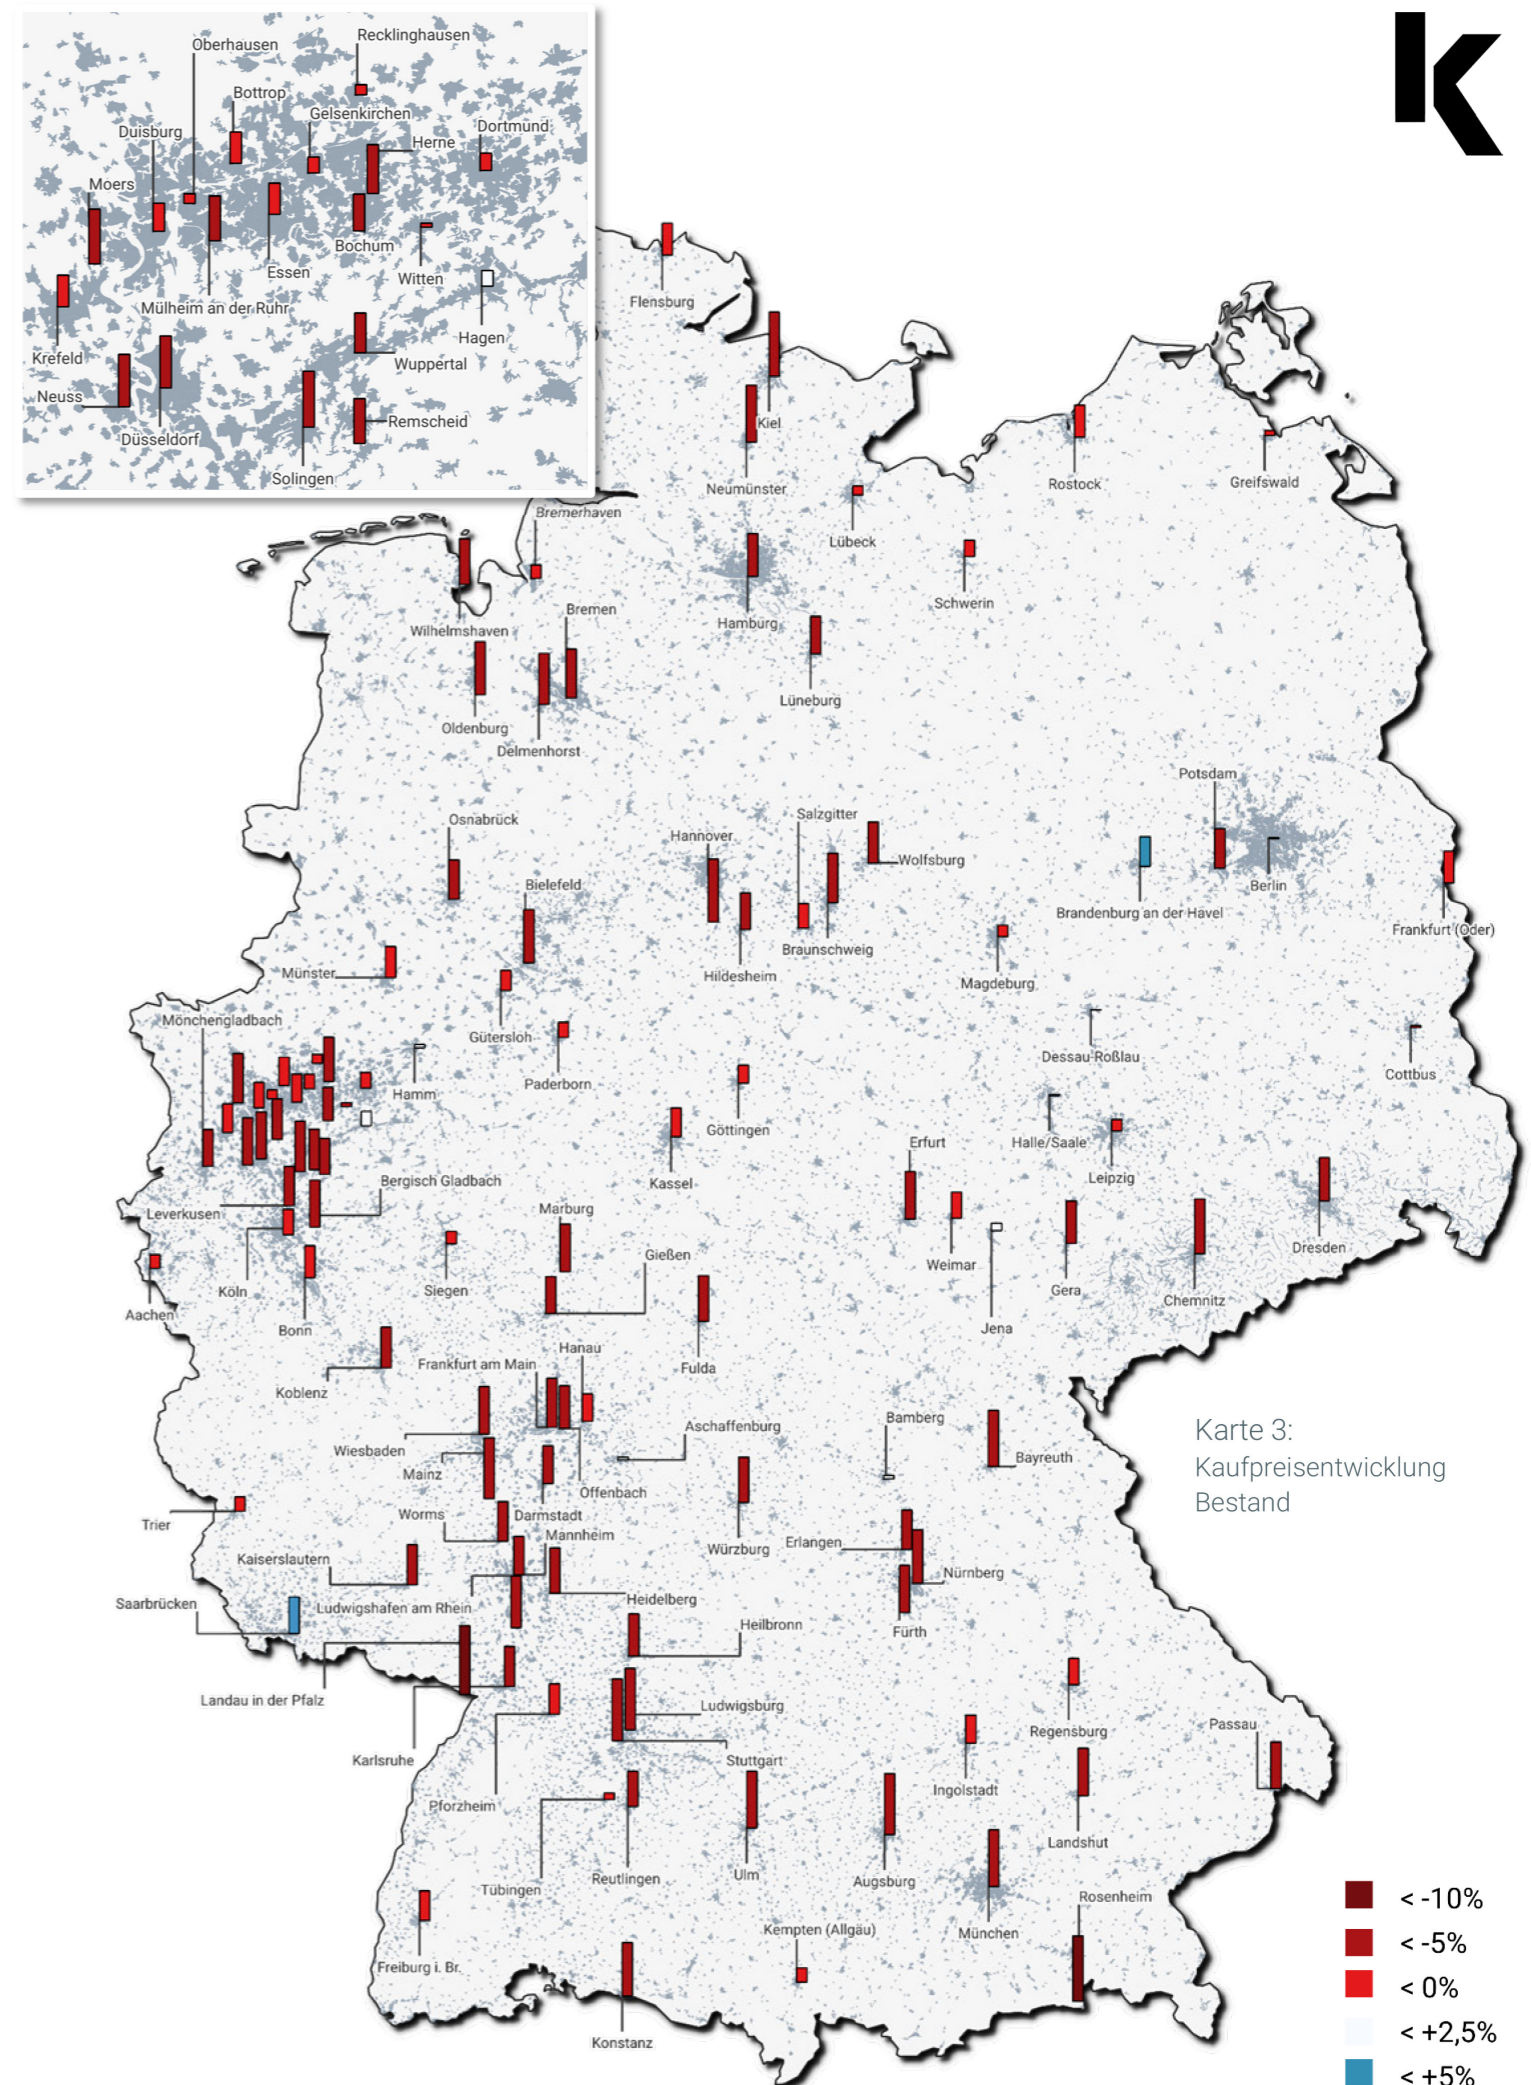 Oberhausen
Recklinghausen
Bottrop
Gelsenkirchen
Duisburg
Dortmund
Herne
Moers
Bochum
Essen
Witten
Mülheim an der Ruhr
Hagen
Krefeld
Wuppertal
Neuss
Remscheid
Düsseldorf
Solingen
K
Flensburg
Kiel
Neumünster
Rostock
Greifswald
Bremerhaven
Lübeck
Schwerin
Bremen
Hamburg
Wilhelmshaven
Lüneburg
Oldenburg
Delmenhorst
Potsdam
Salzgitter
Osnabrück
Hannover
Wolfsburg
Bielefeld
Berlin
Brandenburg an der Havel
Frankfurt (Oder)
Braunschweig
Münster
Hildesheim
Magdeburg
Mönchengladbach
Gütersloh
Dessau-Roßlau
Cottbus
Paderborn
Hamm
Göttingen
Halle/Saale
Erfurt
Leipzig
Kassel
Bergisch Gladbach
Leverkusen
Marburg
Gießen
Dresden
Weimar
Köln
Siegen
Gera
Chemnitz
Aachen
Jena
Bonn
Hanau
Frankfurt am Main
Fulda
Koblenz
Bamberg
Aschaffenburg
Karte 3:
Kaufpreisentwicklung
Bestand
Wiesbaden
Bayreuth
Mainz
Offenbach
Worms
Darmstadt
Trier
Mannheim
Erlangen
Würzburg
Kaiserslautern
Nürnberg
Saarbrücken
Ludwigshafen am Rhein
Heidelberg
Heilbronn
Fürth
Landau in der Pfalz
Ludwigsburg
Passau
Regensburg
Karlsruhe
Stuttgart
Ingolstadt
Pforzheim
Landshut
Ulm
Reutlingen
Augsburg
Tübingen
Rosenheim
Kempten (Allgäu)
München
Freiburg i. Br.
Konstanz
< -10%
< -5%
< 0%
< +2,5%
< +5%